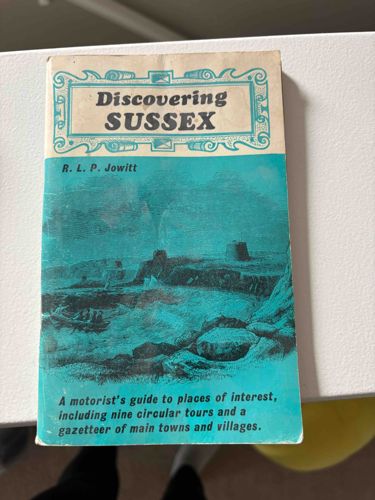 Discovering
SUSSEX
R. L. P. Jowitt
A motorist's guide to places of interest,
including nine circular tours and a
gazetteer of main towns and villages.